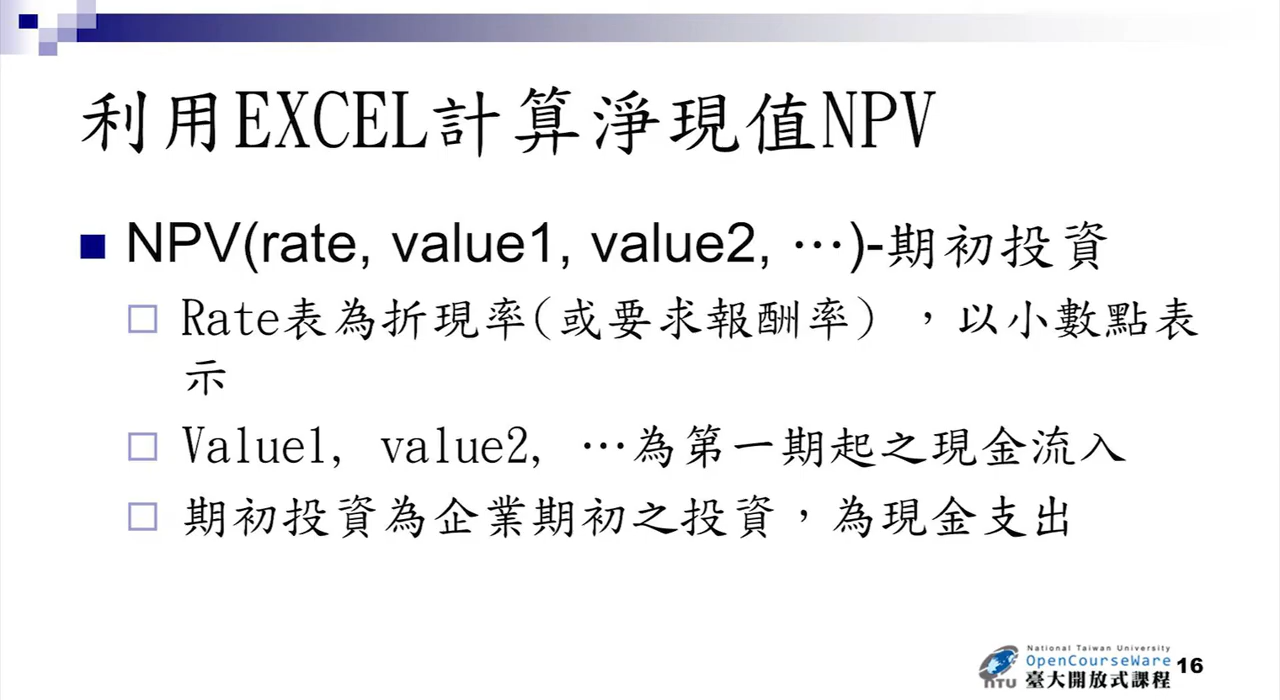 利用EXCEL計算淨現值NPV
NPV(rate, value1, value2, …)-期初投資
Rate表為折現率(或要求報酬率) ，以小數點表
示
Value1, value2, …為第一期起之現金流入
期初投資為企業期初之投資，為現金支出
National Taiwan University
OpenCourseWare
NTU 臺大開放式課程
16